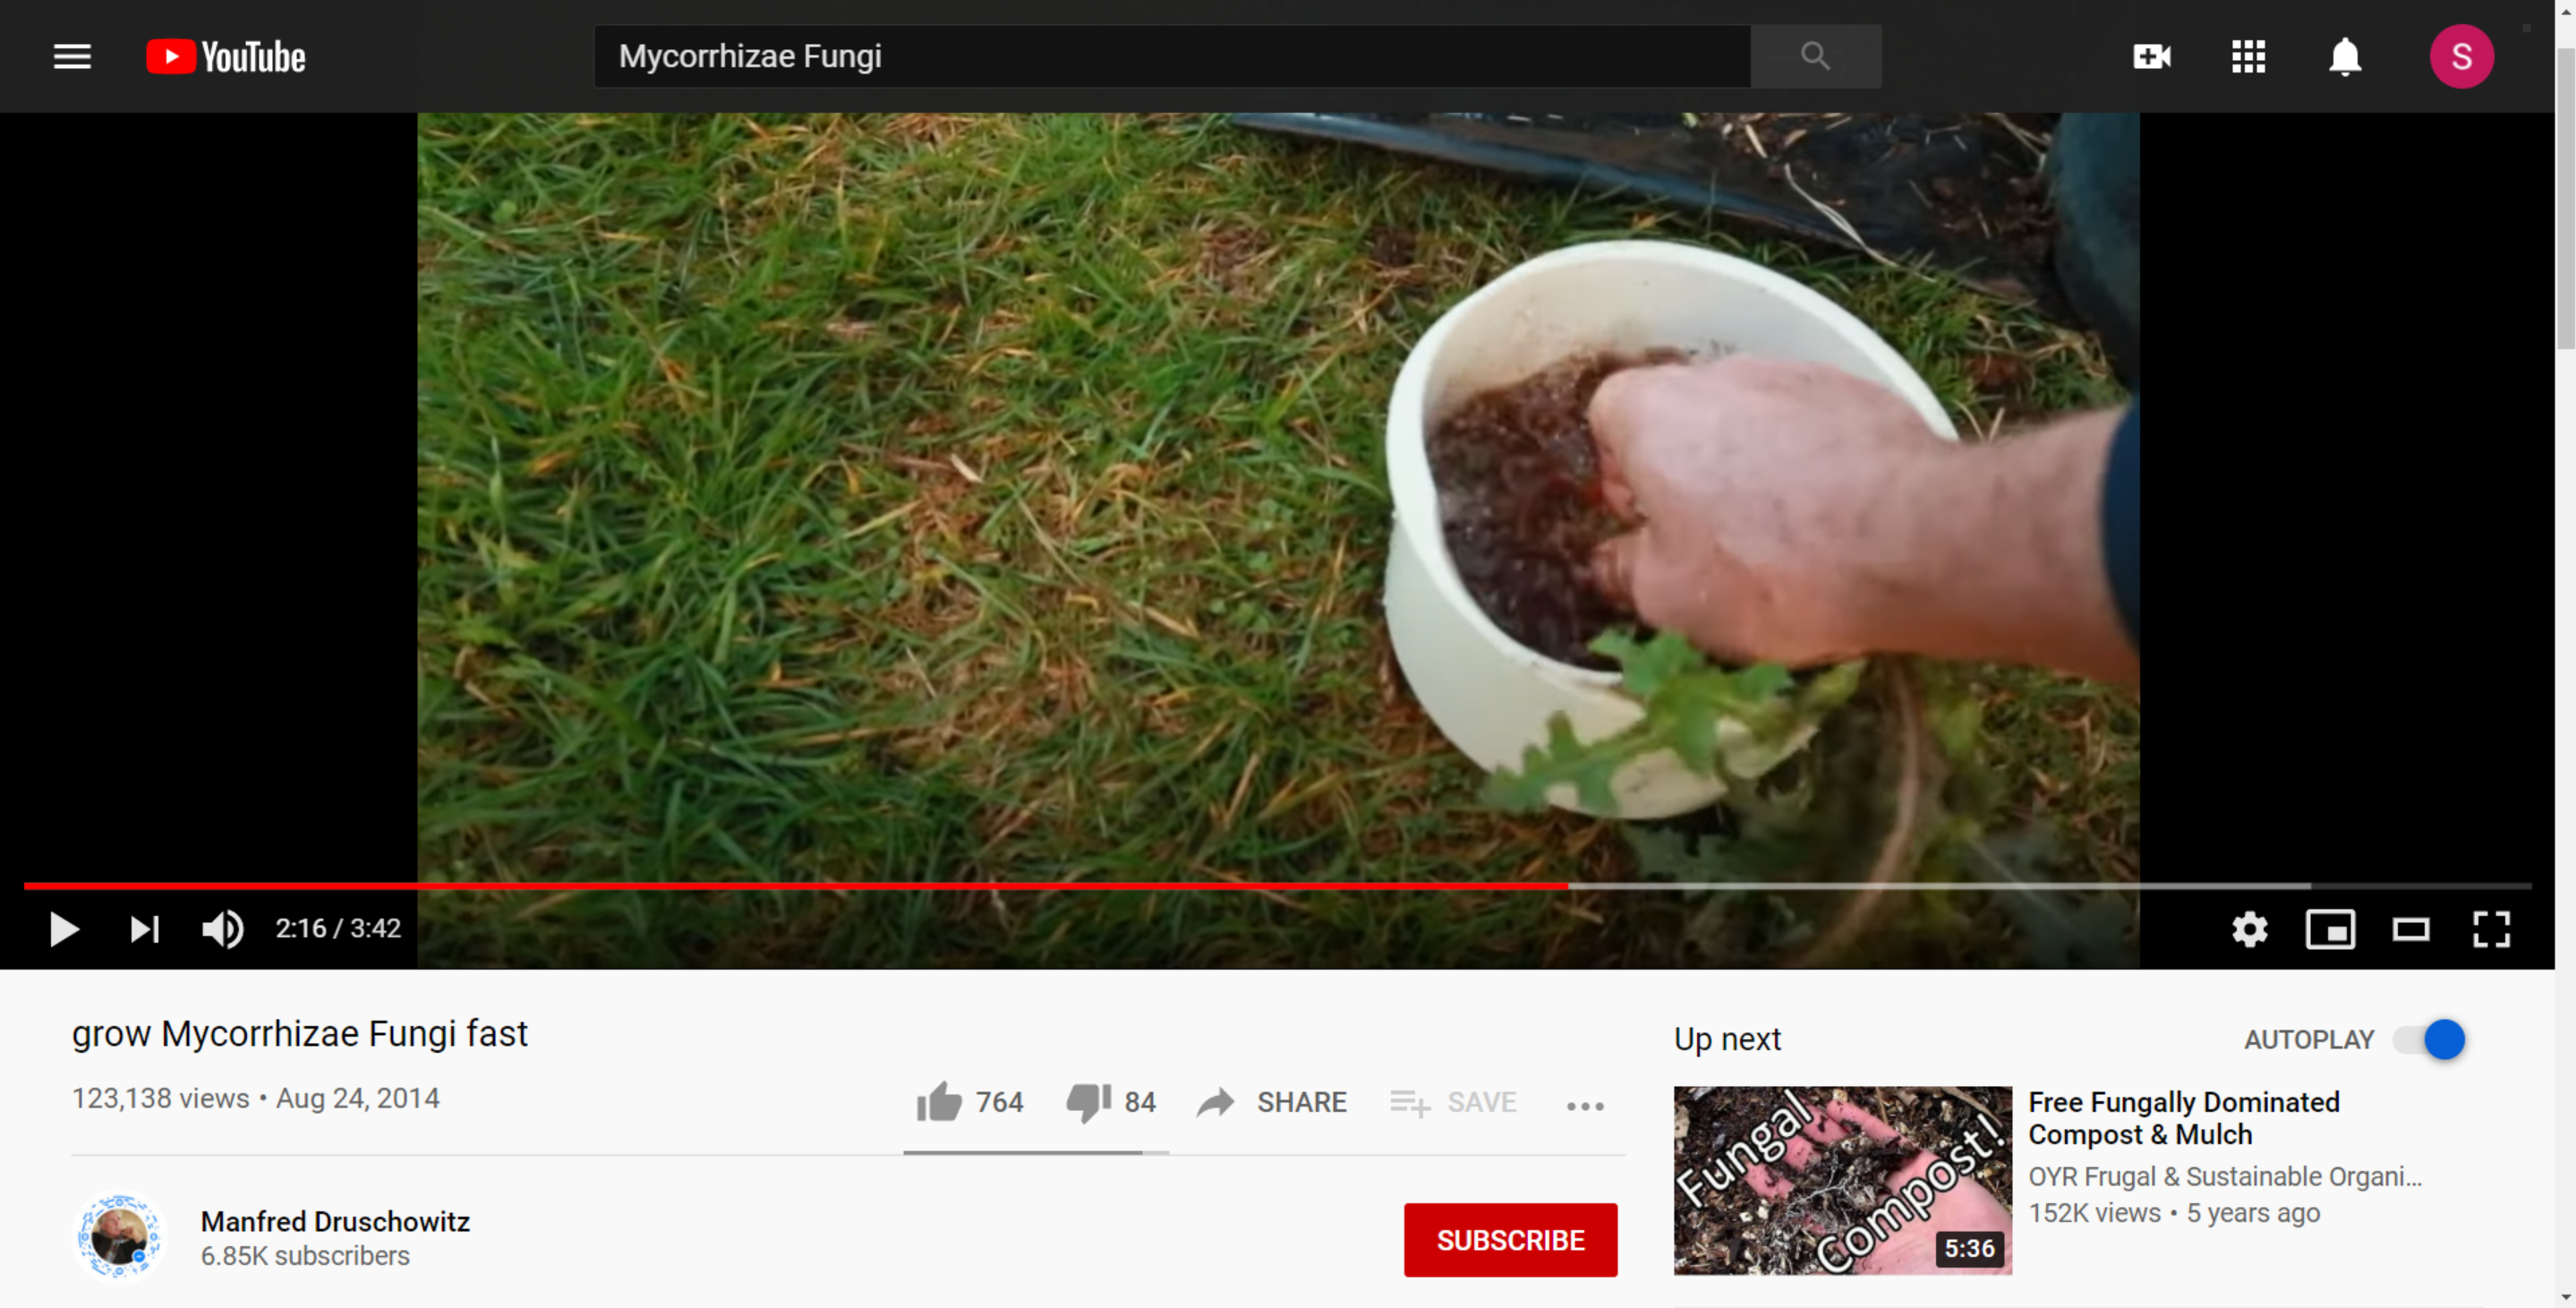 YouTube
Mycorrhizae Fungi
S
2:16 / 3:42
grow Mycorrhizae Fungi fast
123,138 views • Aug 24, 2014
764
84
SHARE
SAVE
Manfred Druschowitz
6.85K subscribers
SUBSCRIBE
Up next
AUTOPLAY
Fungal
Compost!
5:36
Free Fungally Dominated
Compost & Mulch
OYR Frugal & Sustainable Organi...
152K views • 5 years ago